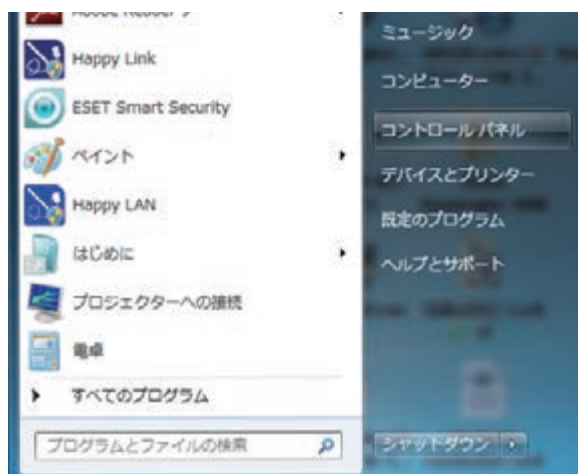 Adobe Reader 9
Happy Link
ESET Smart Security
ペイント
Happy LAN
はじめに
プロジェクターへの接続
電卓
すべてのプログラム
プログラムとファイルの検索
ミュージック
コンピューター
コントロール パネル
デバイスとプリンター
既定のプログラム
ヘルプとサポート
シャットダウン